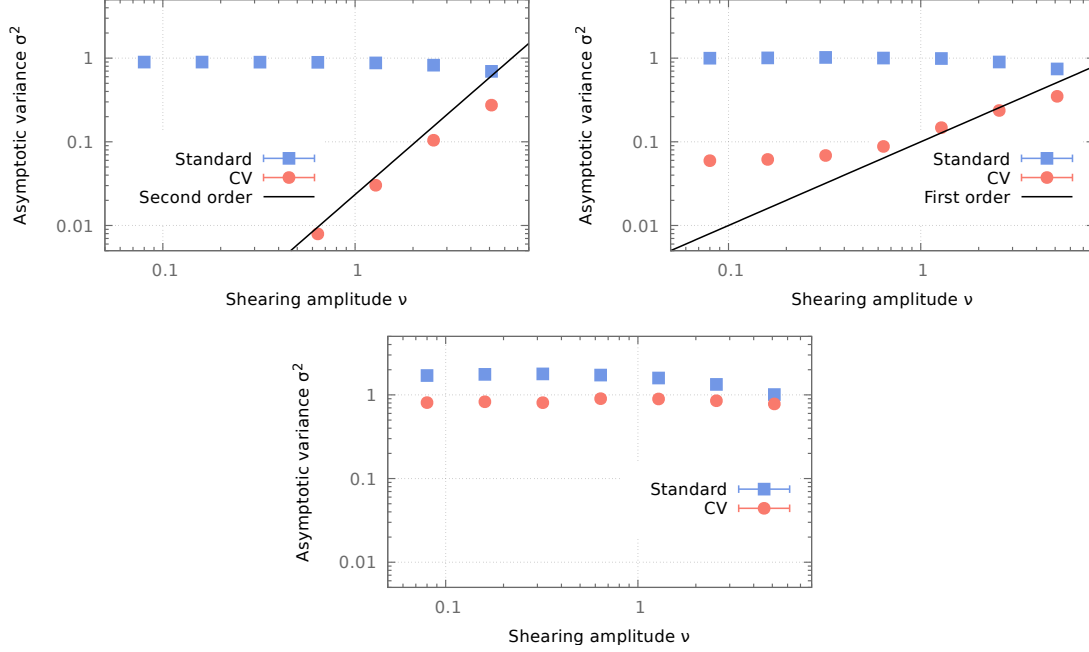 Asymptotic variance σ²
1
0.1
0.01
Standard
CV
Second order
0.1
1
Shearing amplitude ν
Asymptotic variance σ²
1
0.1
0.01
Standard
CV
First order
0.1
1
Shearing amplitude ν
Asymptotic variance σ²
1
0.1
0.01
Standard
CV
0.1
1
Shearing amplitude ν